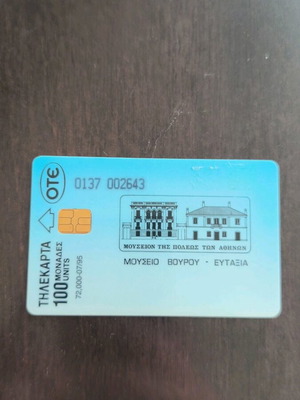 OTE
0137 002643
ΤΗΛΕΚΑΡΤΑ
100 ΜΟΝΑΔΕΣ
UNITS
72.000-07/95
ΜΟΥΣΕΙΟΝ ΤΗΣ ΠΟΛΕΩΣ ΤΩΝ ΑΘΗΝΩΝ
ΜΟΥΣΕΙΟ ΒΟΥΡΟΥ - ΕΥΤΑΞΙΑ